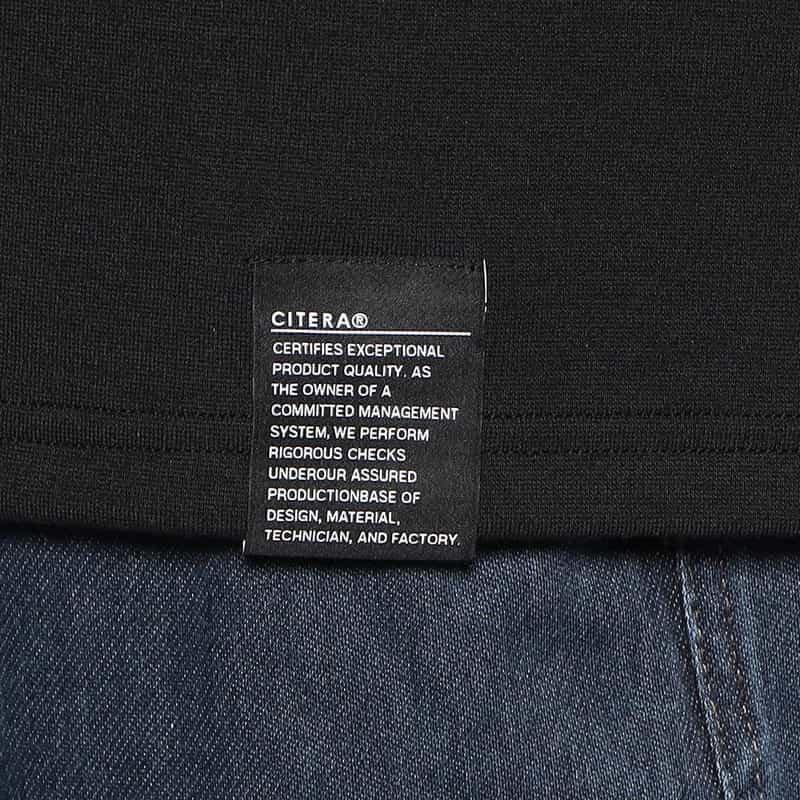 CITERA®
CERTIFIES EXCEPTIONAL
PRODUCT QUALITY. AS
THE OWNER OF A
COMMITTED MANAGEMENT
SYSTEM, WE PERFORM
RIGOROUS CHECKS
UNDEROUR ASSURED
PRODUCTIONBASE OF
DESIGN, MATERIAL,
TECHNICIAN, AND FACTORY.